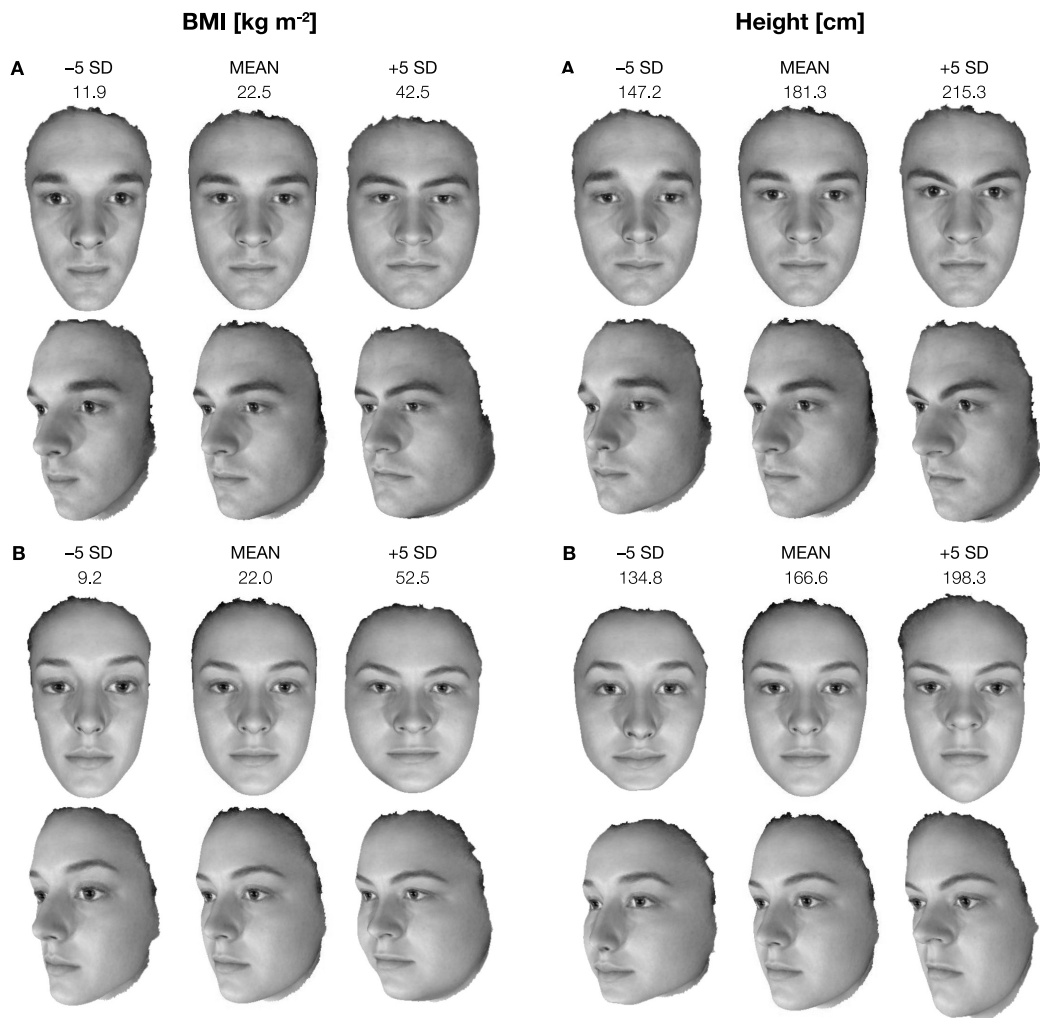 BMI [kg m⁻²]
A –5 SD MEAN +5 SD
11.9 22.5 42.5
B –5 SD MEAN +5 SD
9.2 22.0 52.5
Height [cm]
A –5 SD MEAN +5 SD
147.2 181.3 215.3
B –5 SD MEAN +5 SD
134.8 166.6 198.3